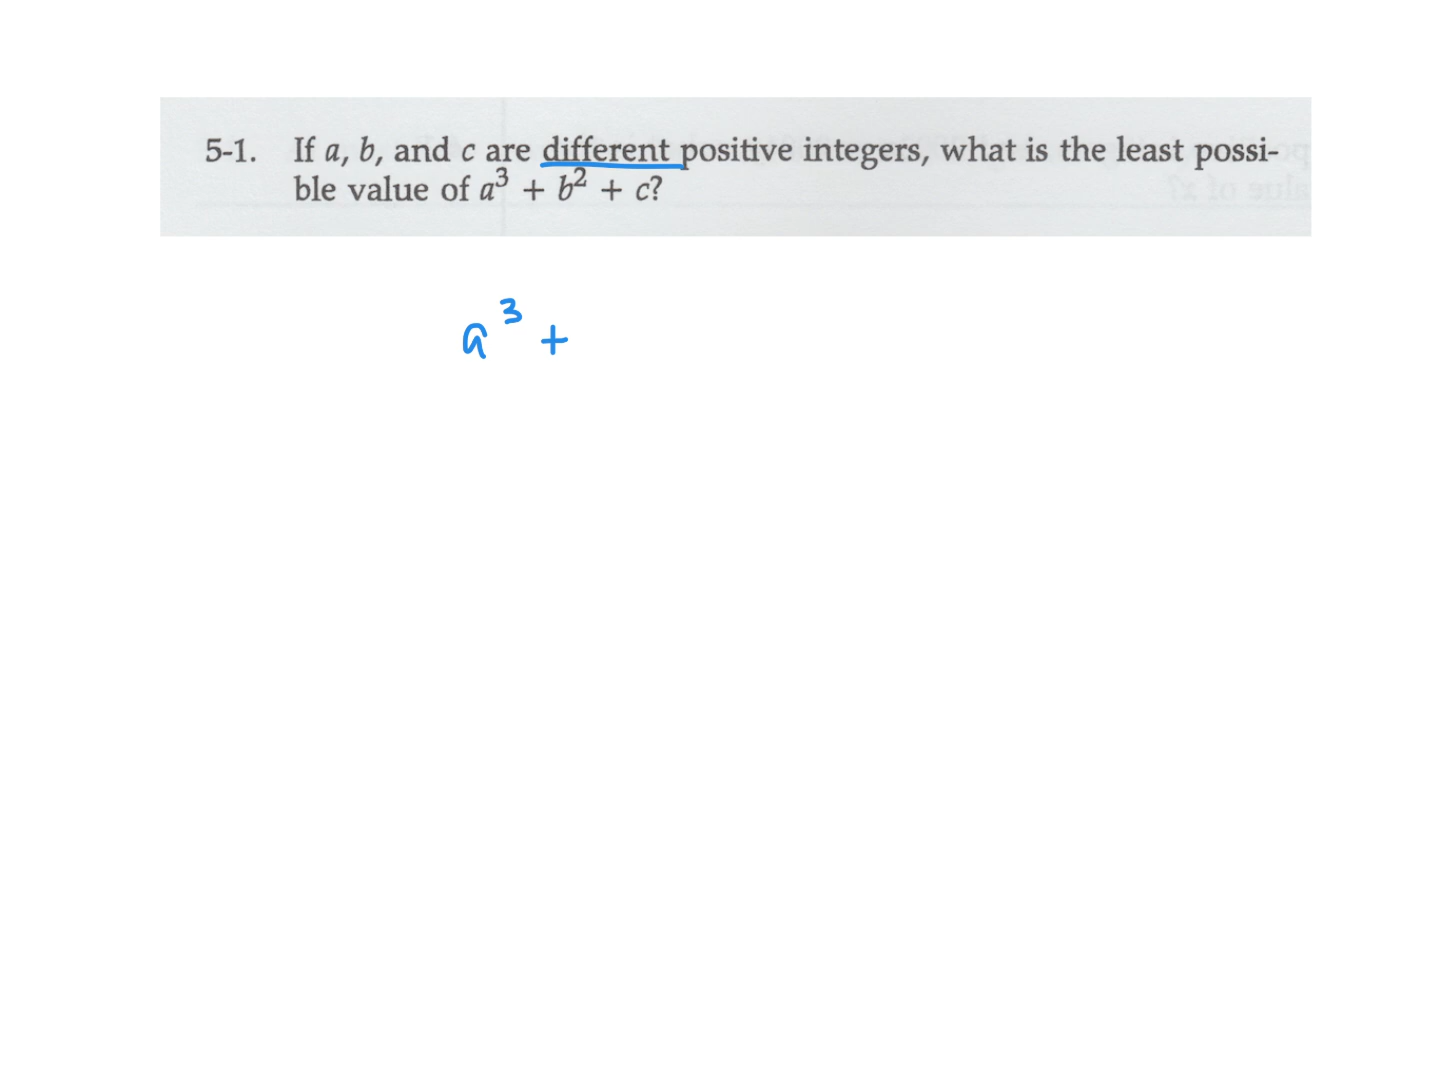 5-1. If a, b, and c are different positive integers, what is the least possi-
ble value of a³ + b² + c?
a³ +